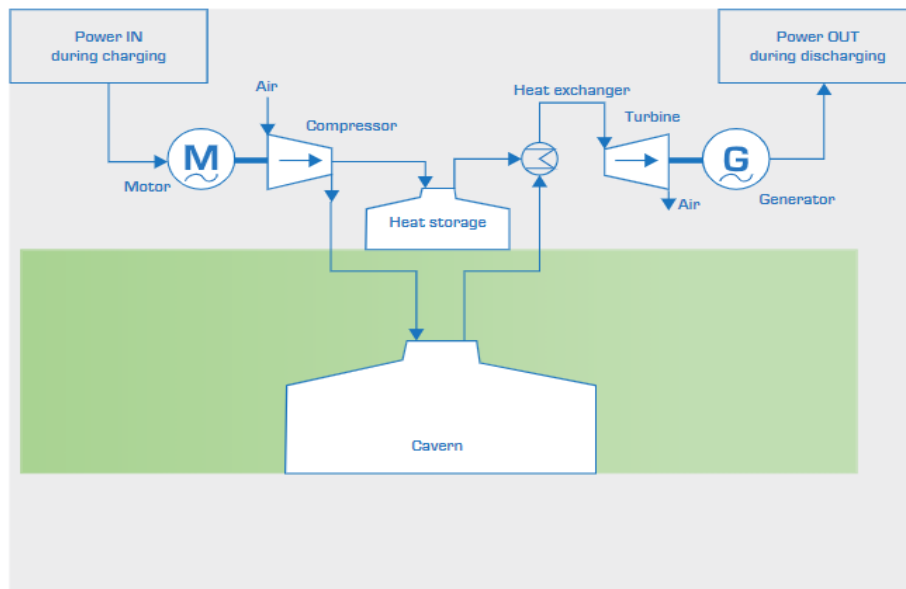 Power IN
during charging
Power OUT
during discharging
Air
Compressor
Heat exchanger
Turbine
M
G
Motor
Heat storage
Air
Generator
Cavern